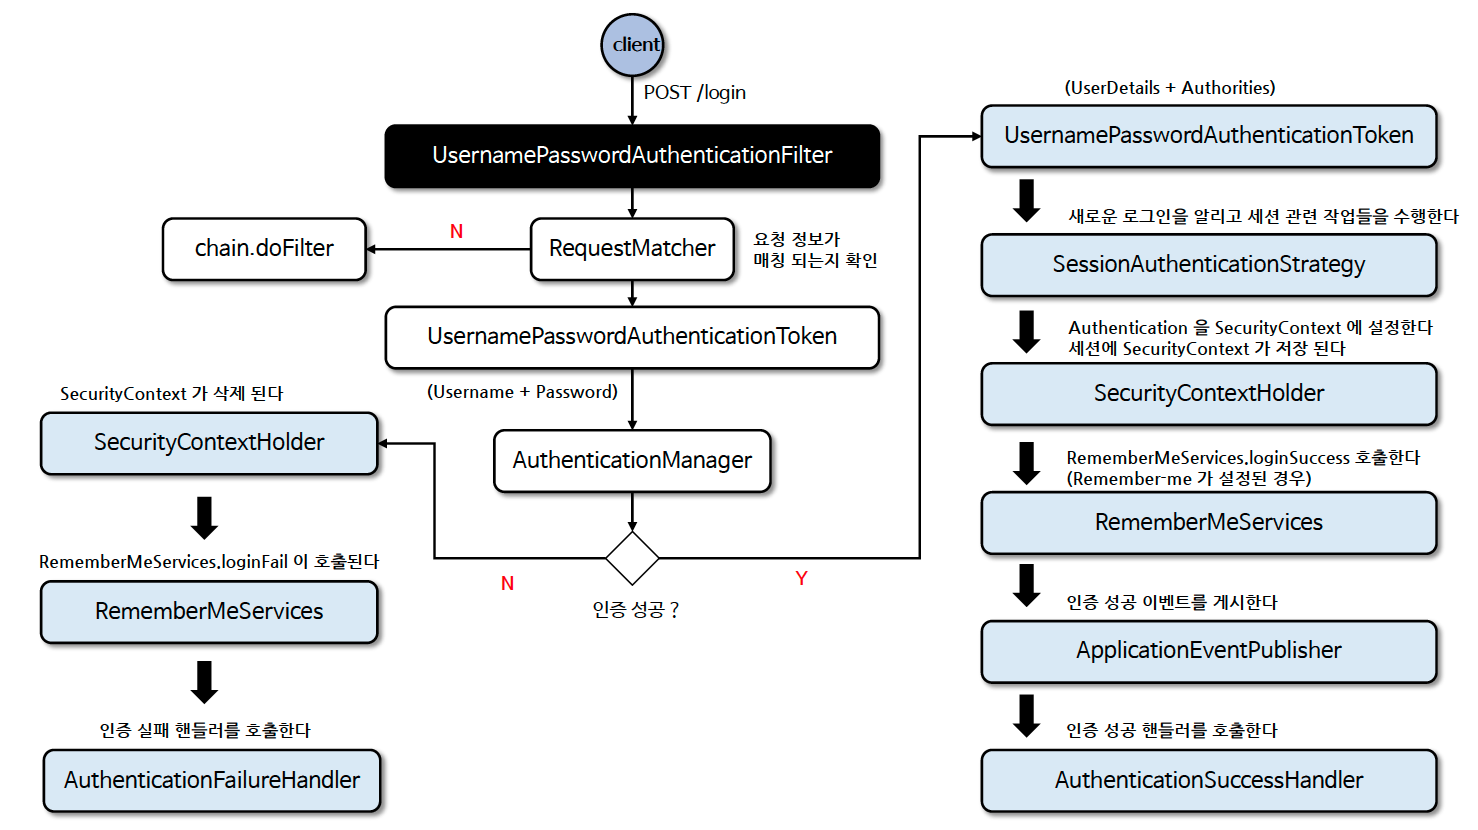 client
POST /login
UsernamePasswordAuthenticationFilter
N
chain.doFilter
RequestMatcher
요청 정보가
매칭 되는지 확인
UsernamePasswordAuthenticationToken
(Username + Password)
AuthenticationManager
N
Y
인증 성공 ?
SecurityContext 가 삭제 된다
SecurityContextHolder
RememberMeServices.loginFail 이 호출된다
RememberMeServices
인증 실패 핸들러를 호출한다
AuthenticationFailureHandler
(UserDetails + Authorities)
UsernamePasswordAuthenticationToken
새로운 로그인을 알리고 세션 관련 작업들을 수행한다
SessionAuthenticationStrategy
Authentication 을 SecurityContext 에 설정한다
세션에 SecurityContext 가 저장 된다
SecurityContextHolder
RememberMeServices.loginSuccess 호출한다
(Remember-me 가 설정된 경우)
RememberMeServices
인증 성공 이벤트를 게시한다
ApplicationEventPublisher
인증 성공 핸들러를 호출한다
AuthenticationSuccessHandler